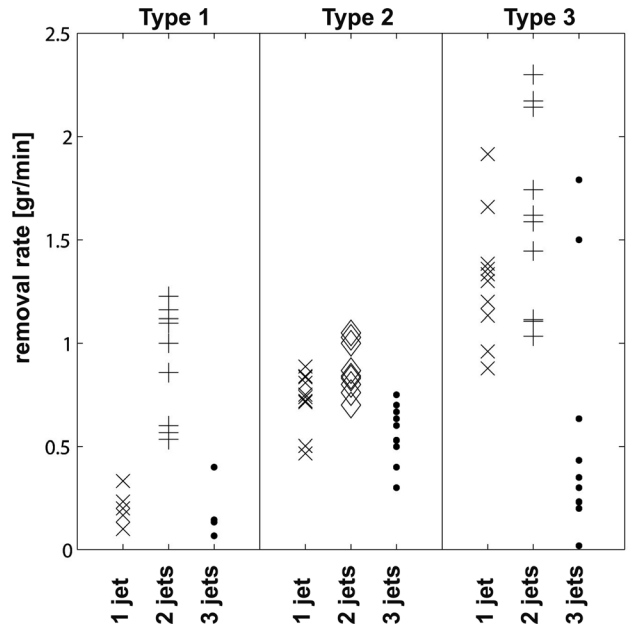 Type 1 Type 2 Type 3
removal rate [gr/min]
2.5
2
1.5
1
0.5
0
1 jet
2 jets
3 jets
1 jet
2 jets
3 jets
1 jet
2 jets
3 jets